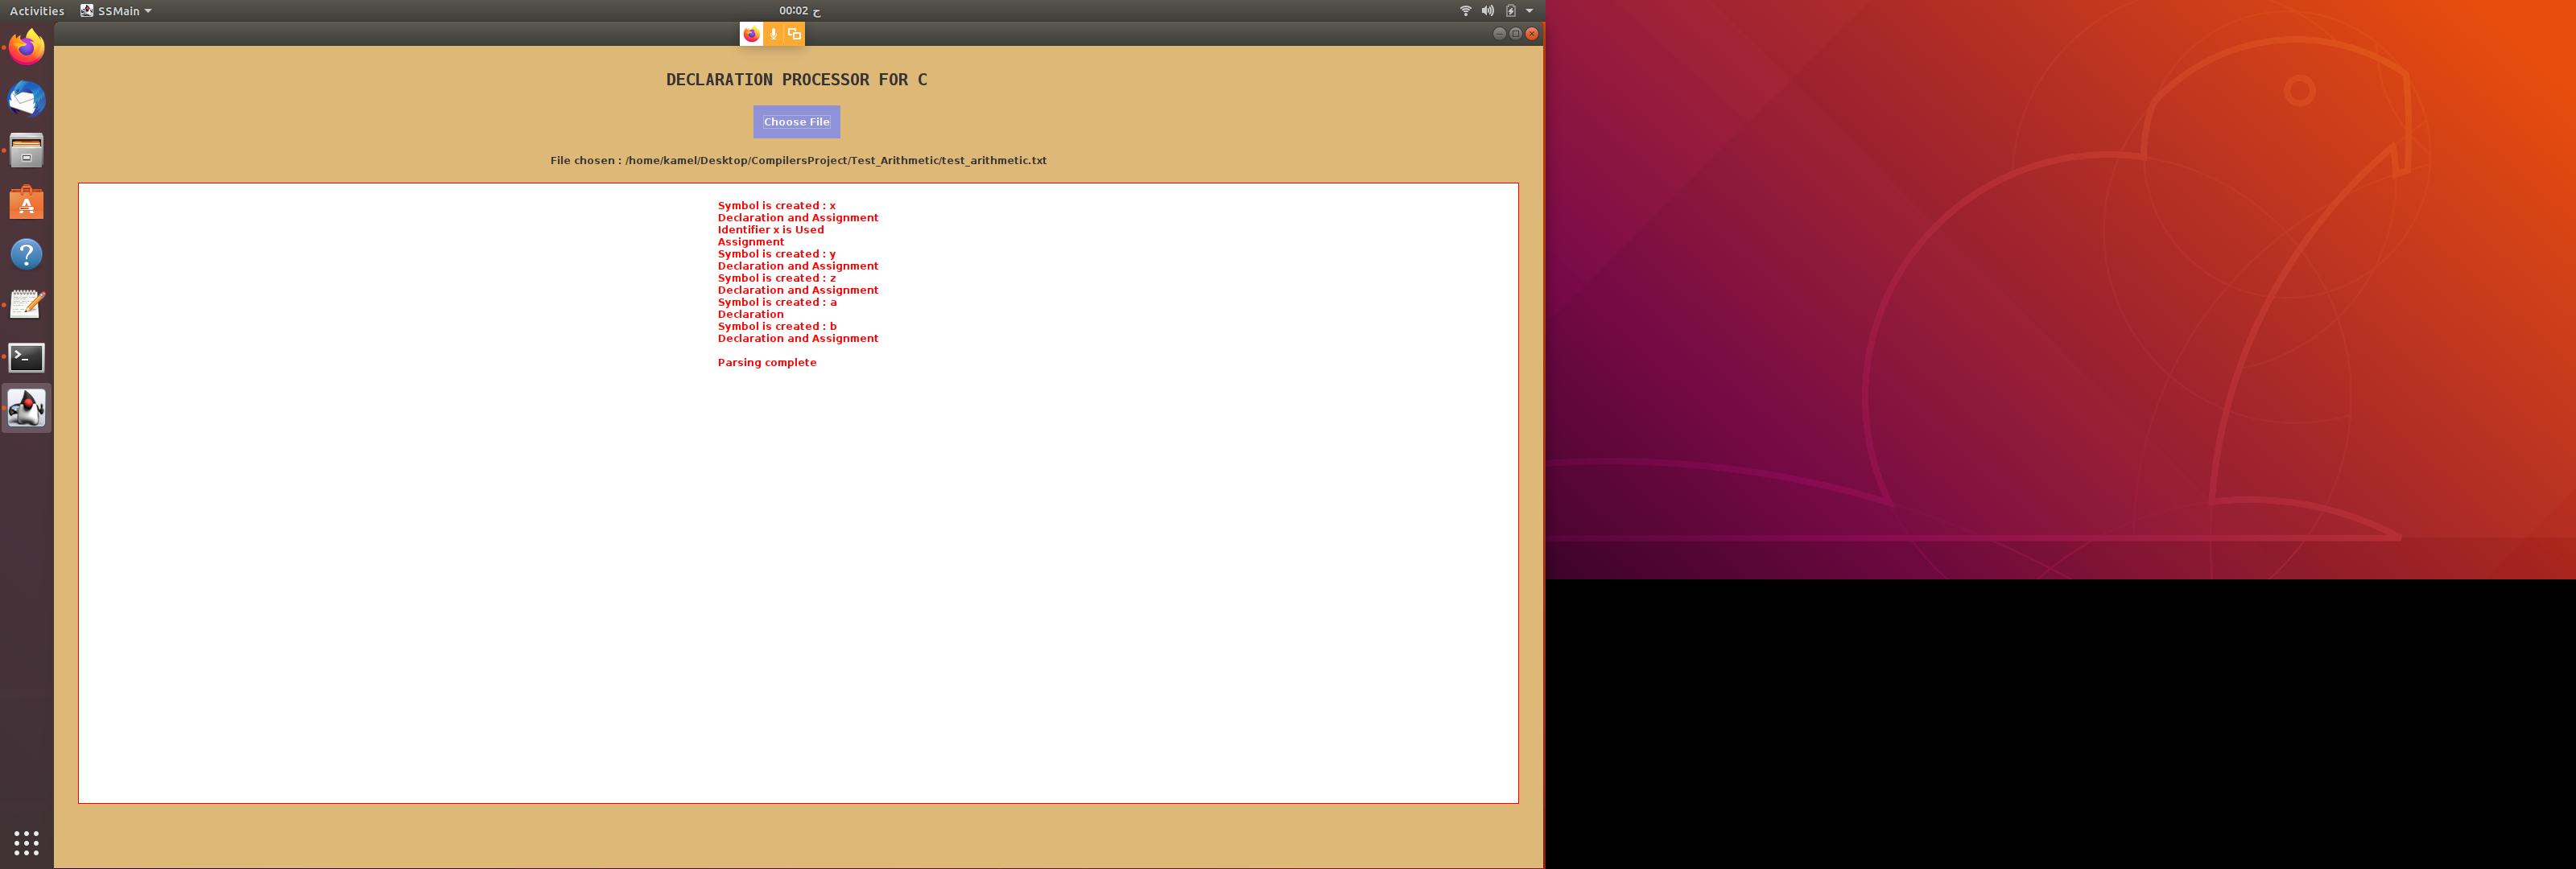 Activities
SSMain
00:02 ح
DECLARATION PROCESSOR FOR C
Choose File
File chosen : /home/kamel/Desktop/CompilersProject/Test_Arithmetic/test_arithmetic.txt
Symbol is created : x
Declaration and Assignment
Identifier x is Used
Assignment
Symbol is created : y
Declaration and Assignment
Symbol is created : z
Declaration and Assignment
Symbol is created : a
Declaration
Symbol is created : b
Declaration and Assignment
Parsing complete